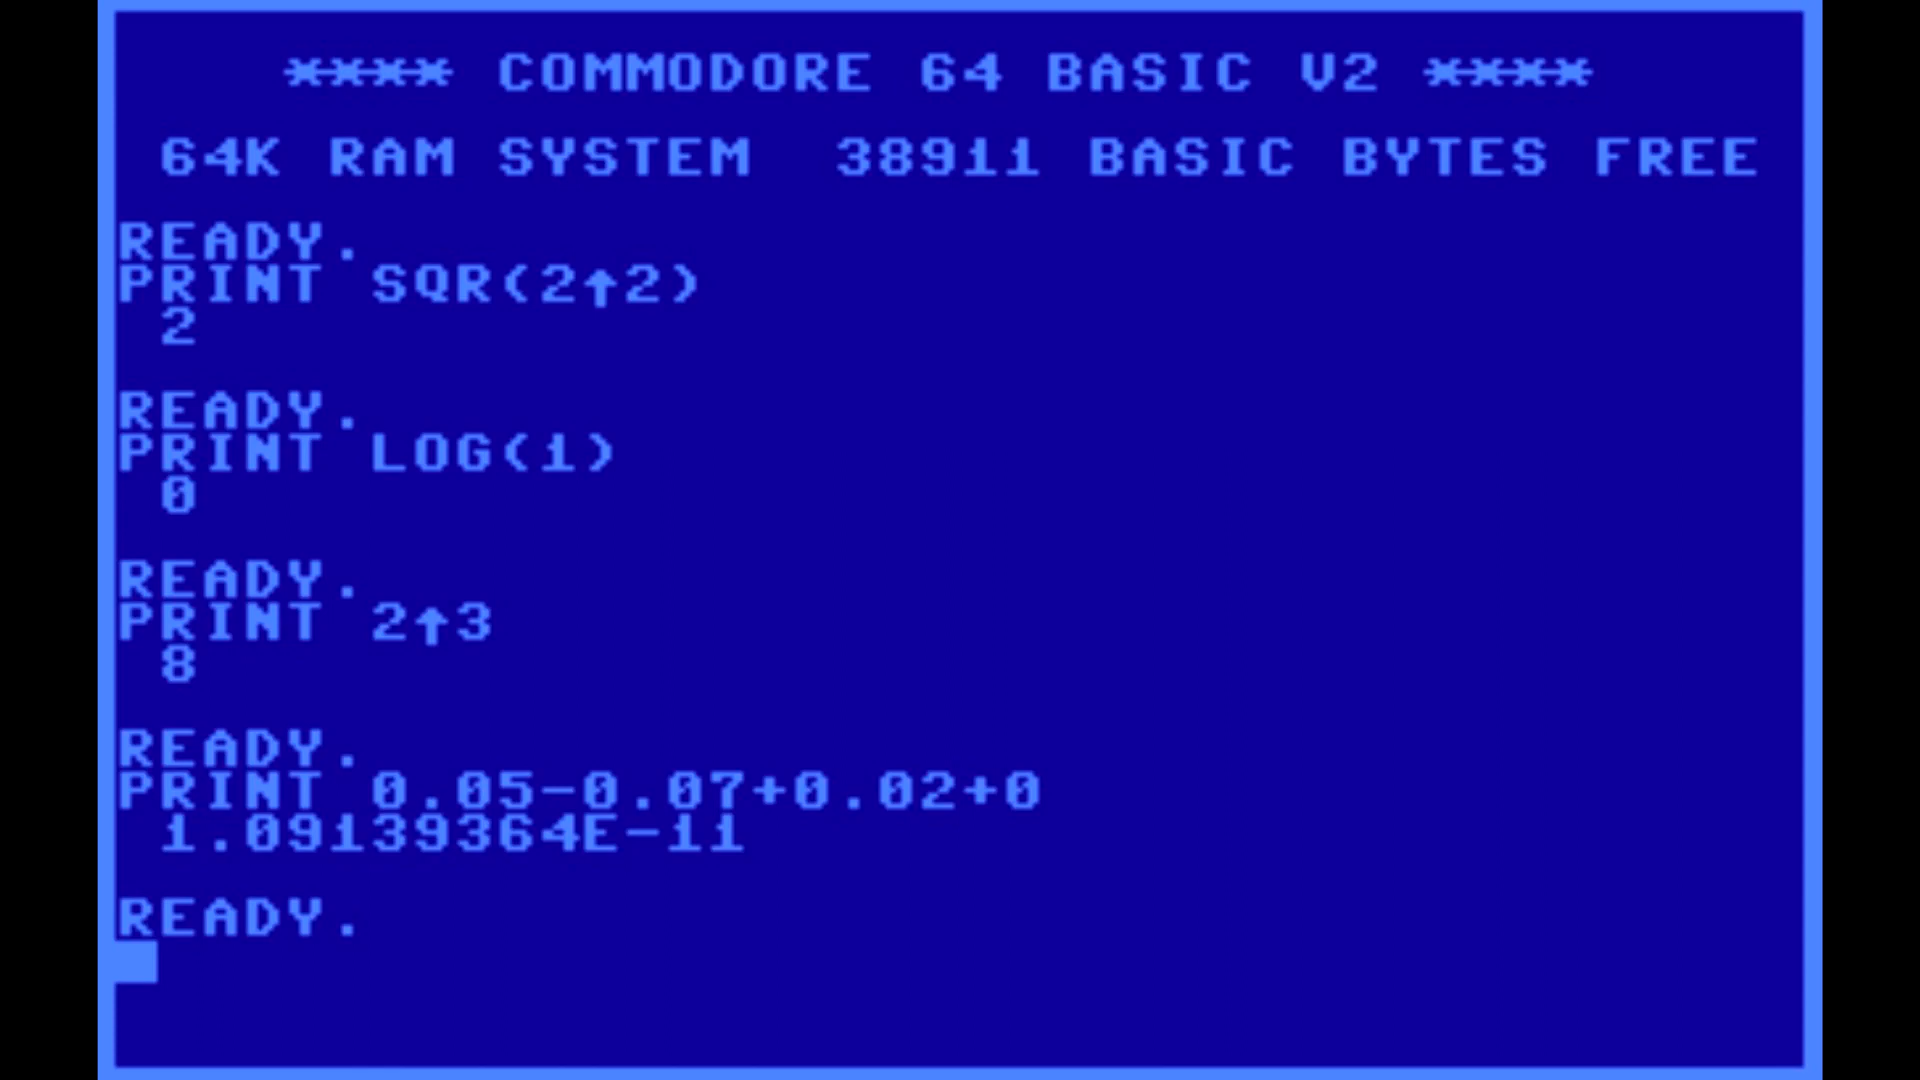 **** COMMODORE 64 BASIC V2 ****
64K RAM SYSTEM  38911 BASIC BYTES FREE
READY.
PRINT SQR(2↑2)
2
READY.
PRINT LOG(1)
0
READY.
PRINT 2↑3
8
READY.
PRINT 0.05-0.07+0.02+0
1.09139364E-11
READY.